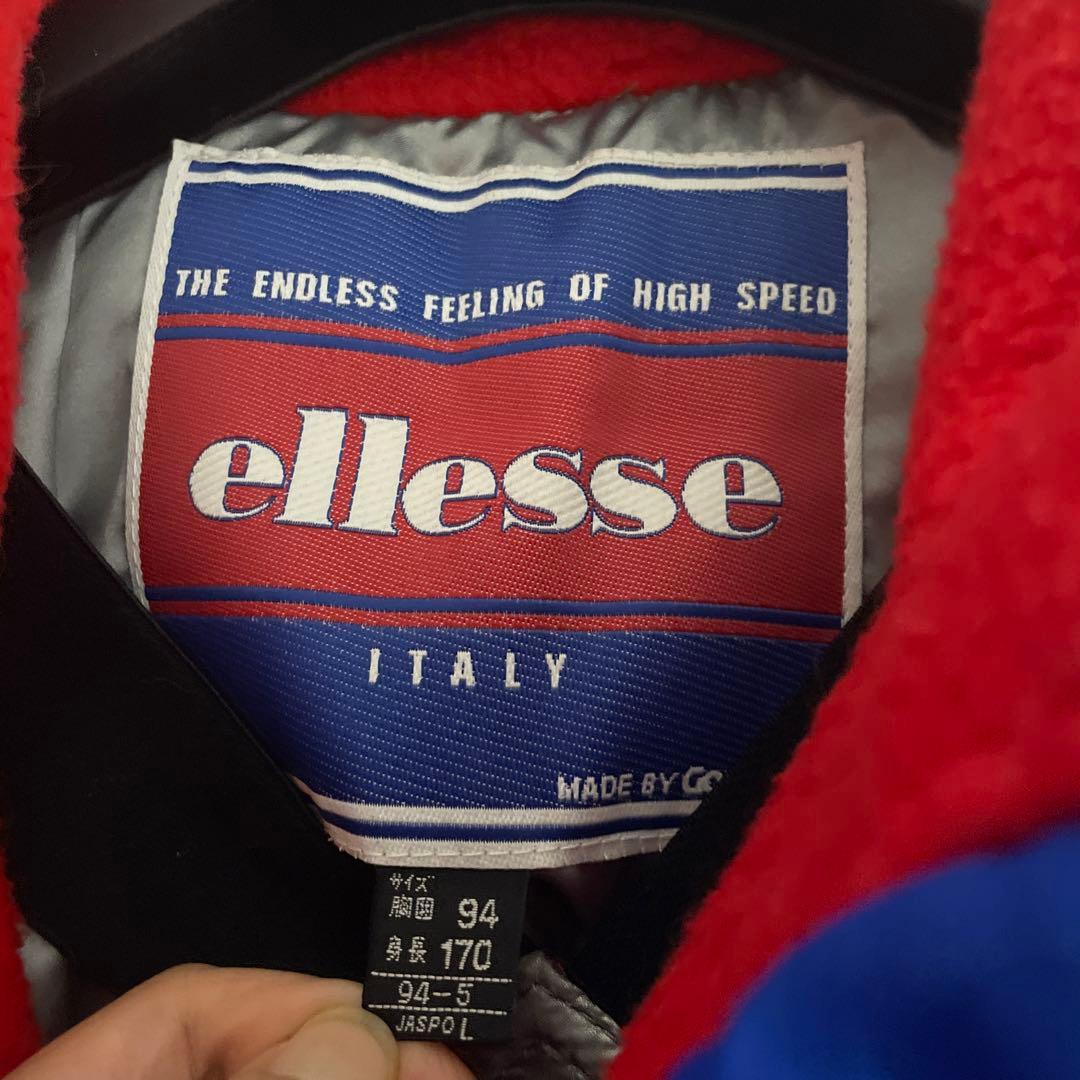 THE ENDLESS FEELING OF HIGH SPEED
ellesse
ITALY
MADE BY
サイズ
胸囲 94
身長 170
94-5
JASPO L